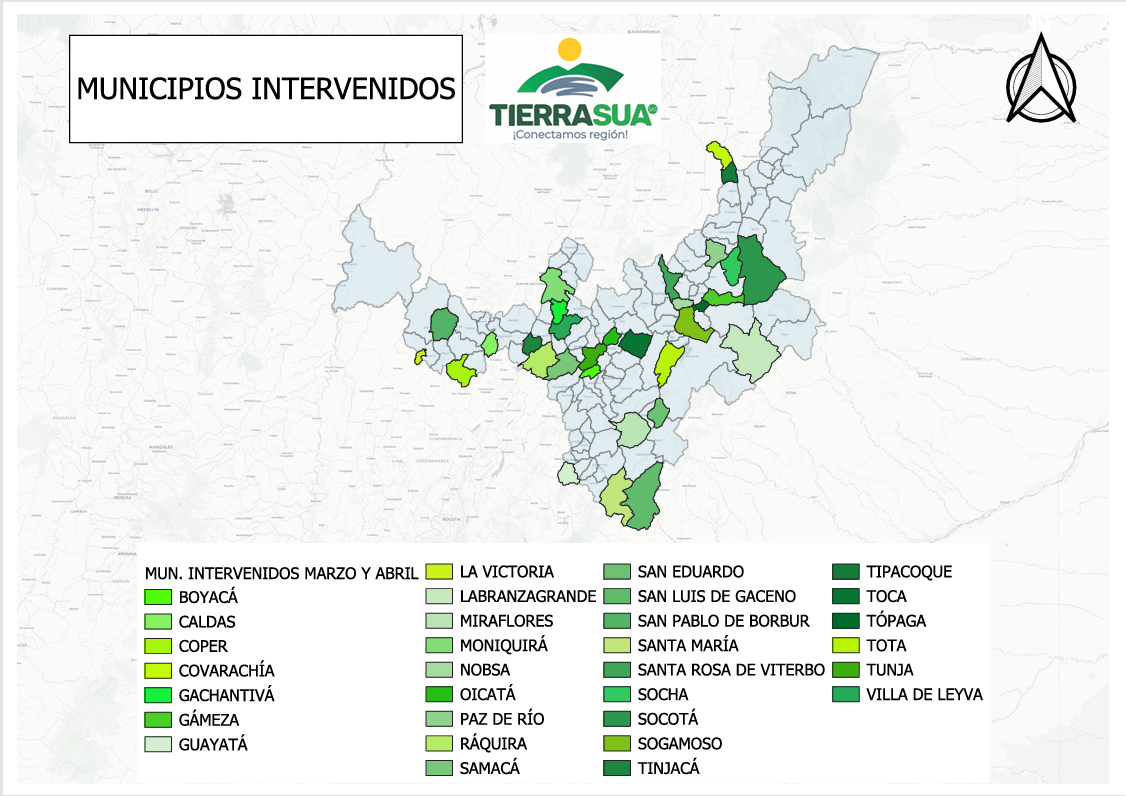 MUNICIPIOS INTERVENIDOS
TIERRASUA
¡Conectamos región!
MUN. INTERVENIDOS MARZO Y ABRIL
BOYACÁ
CALDAS
COPER
COVARACHÍA
GACHANTIVÁ
GÁMEZA
GUAYATÁ
LA VICTORIA
LABRANZAGRANDE
MIRAFLORES
MONIQUIRÁ
NOBSA
OICATÁ
PAZ DE RÍO
RÁQUIRA
SAMACÁ
SAN EDUARDO
SAN LUIS DE GACENO
SAN PABLO DE BORBUR
SANTA MARÍA
SANTA ROSA DE VITERBO
SOCHA
SOCOTÁ
SOGAMOSO
TINJACÁ
TIPACOQUE
TOCA
TÓPAGA
TOTA
TUNJA
VILLA DE LEYVA